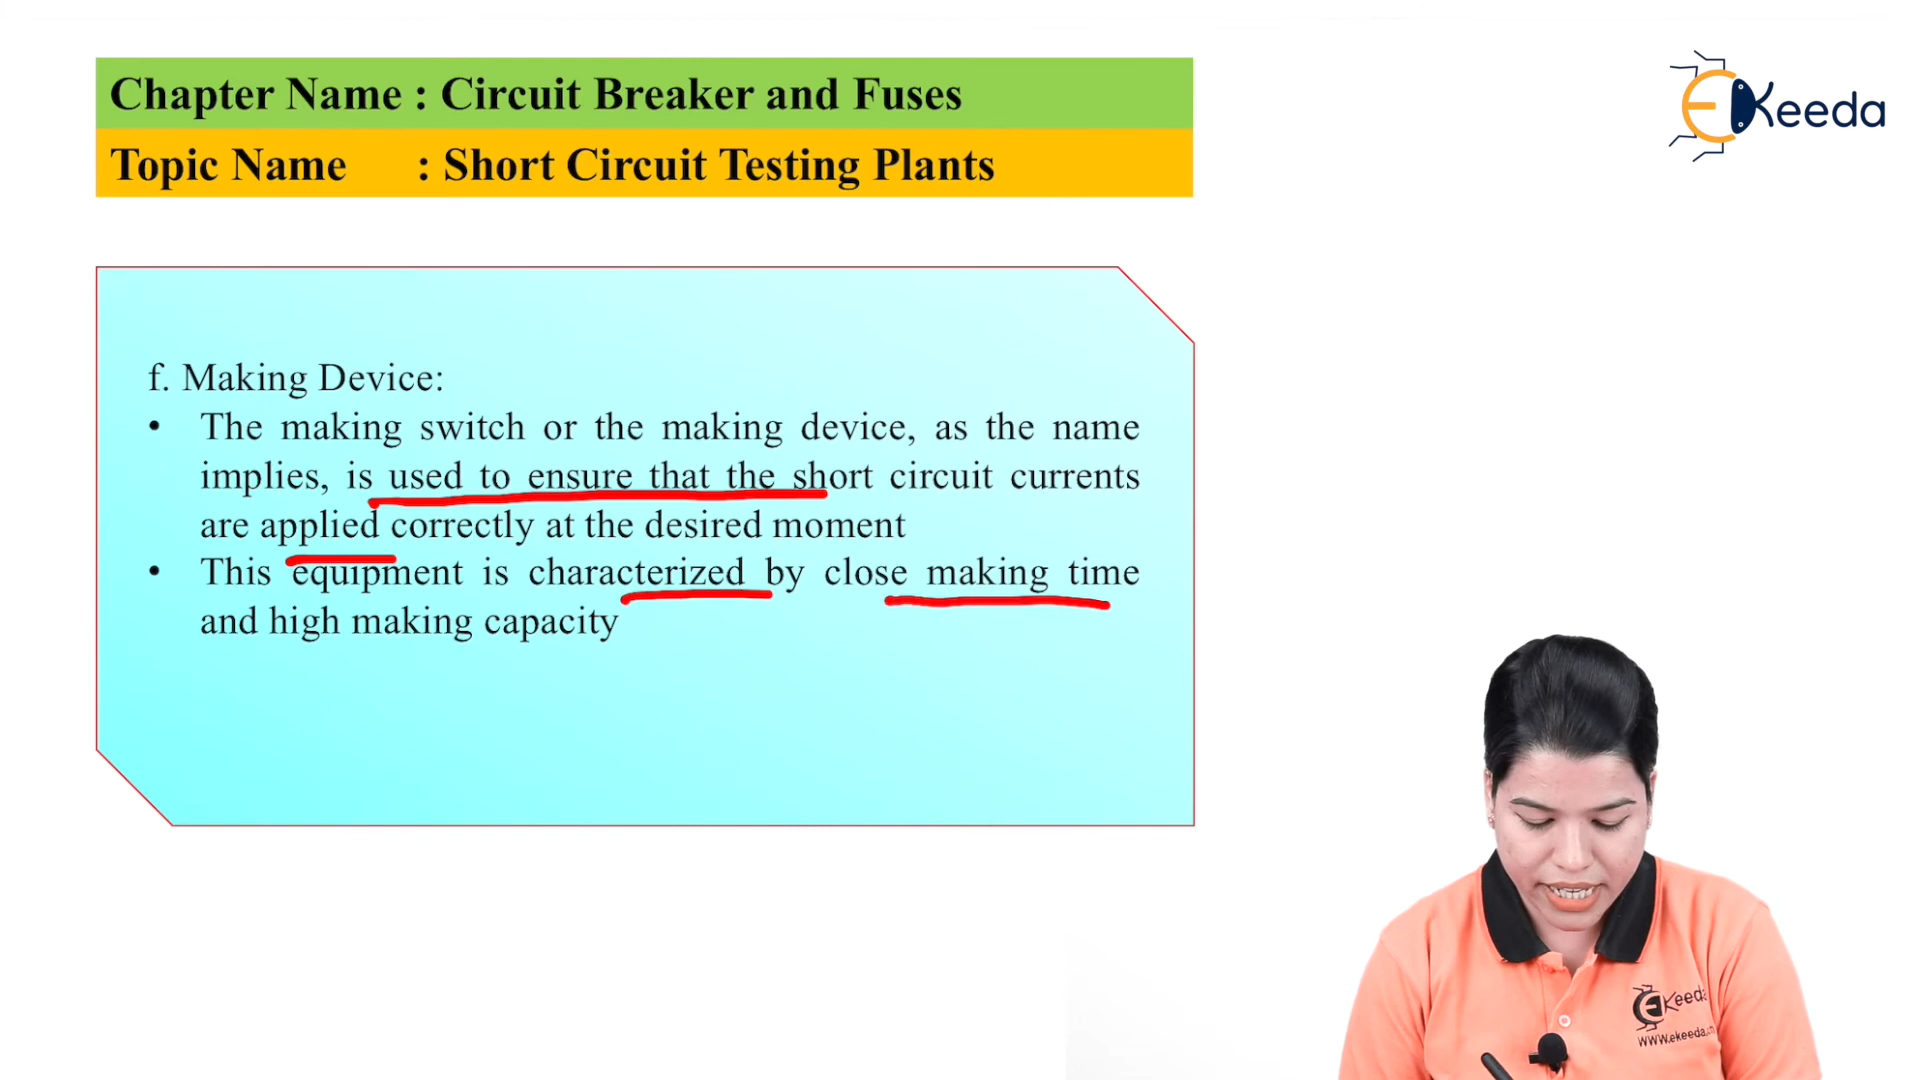 Chapter Name : Circuit Breaker and Fuses
Topic Name : Short Circuit Testing Plants
EKeeda
f. Making Device:
• The making switch or the making device, as the name
implies, is used to ensure that the short circuit currents
are applied correctly at the desired moment
• This equipment is characterized by close making time
and high making capacity
EKeeda